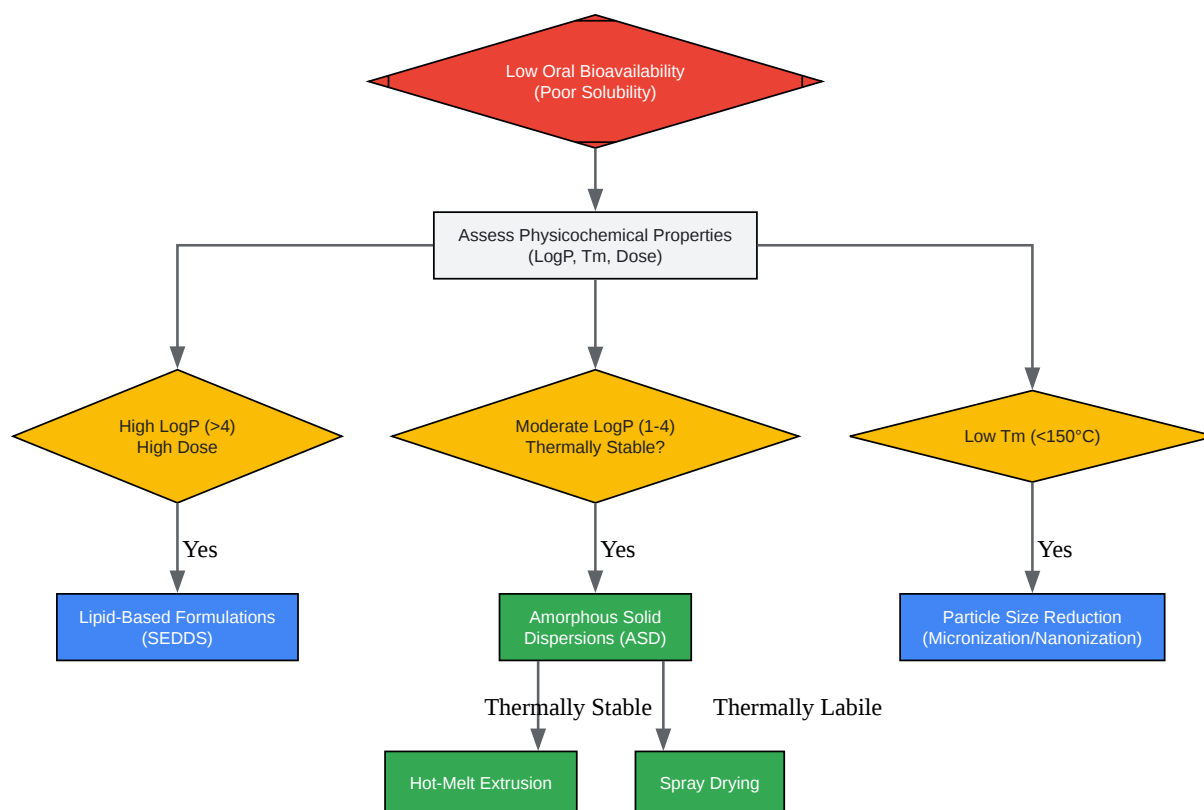 Low Oral Bioavailability
(Poor Solubility)
Assess Physicochemical Properties
(LogP, Tm, Dose)
High LogP (>4)
High Dose
Moderate LogP (1-4)
Thermally Stable?
Low Tm (<150°C)
Yes
Yes
Yes
Lipid-Based Formulations
(SEDDS)
Amorphous Solid
Dispersions (ASD)
Particle Size Reduction
(Micronization/Nanonization)
Thermally Stable
Thermally Labile
Hot-Melt Extrusion
Spray Drying